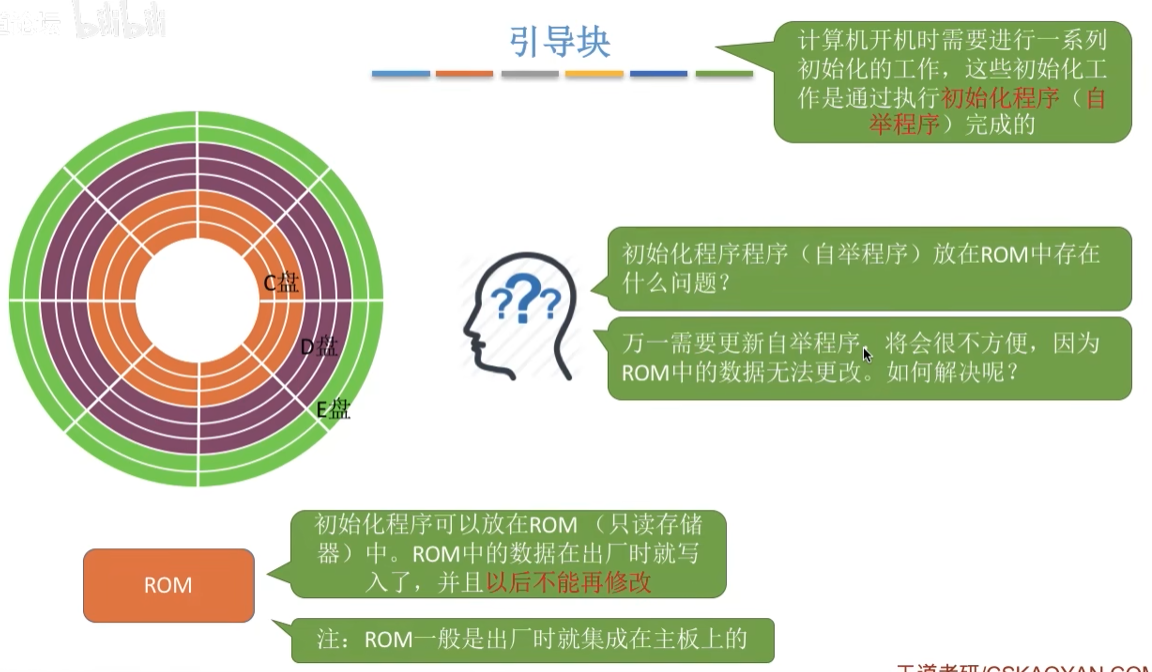 bilibili
引导块
计算机开机时需要进行一系列
初始化的工作，这些初始化工
作是通过执行初始化程序（自
举程序）完成的
C盘
D盘
E盘
? ? ?
初始化程序程序（自举程序）放在ROM中存在
什么问题？
万一需要更新自举程序，将会很不方便，因为
ROM中的数据无法更改。如何解决呢？
初始化程序可以放在ROM （只读存储
器）中。ROM中的数据在出厂时就写
入了，并且以后不能再修改
ROM
注：ROM一般是出厂时就集成在主板上的
王道考研/CSKAOYAN.COM